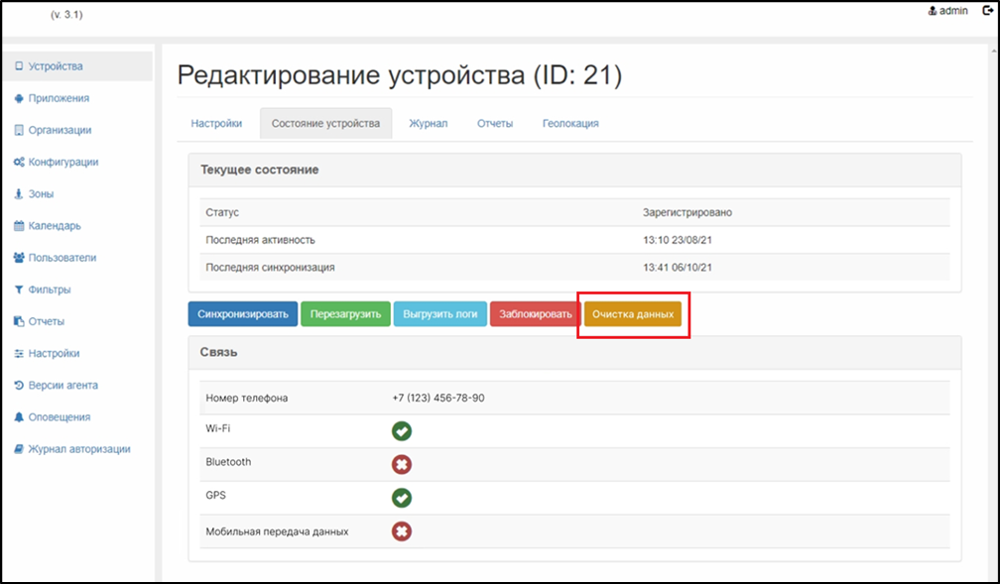 (v. 3.1)
admin
Устройства
Приложения
Организации
Конфигурации
Зоны
Календарь
Пользователи
Фильтры
Отчеты
Настройки
Версии агента
Оповещения
Журнал авторизации
Редактирование устройства (ID: 21)
Настройки Состояние устройства Журнал Отчеты Геолокация
Текущее состояние
Статус Зарегистрировано
Последняя активность 13:10 23/08/21
Последняя синхронизация 13:41 06/10/21
Синхронизировать Перезагрузить Выгрузить логи Заблокировать Очистка данных
Связь
Номер телефона +7 (123) 456-78-90
Wi-Fi
Bluetooth
GPS
Мобильная передача данных